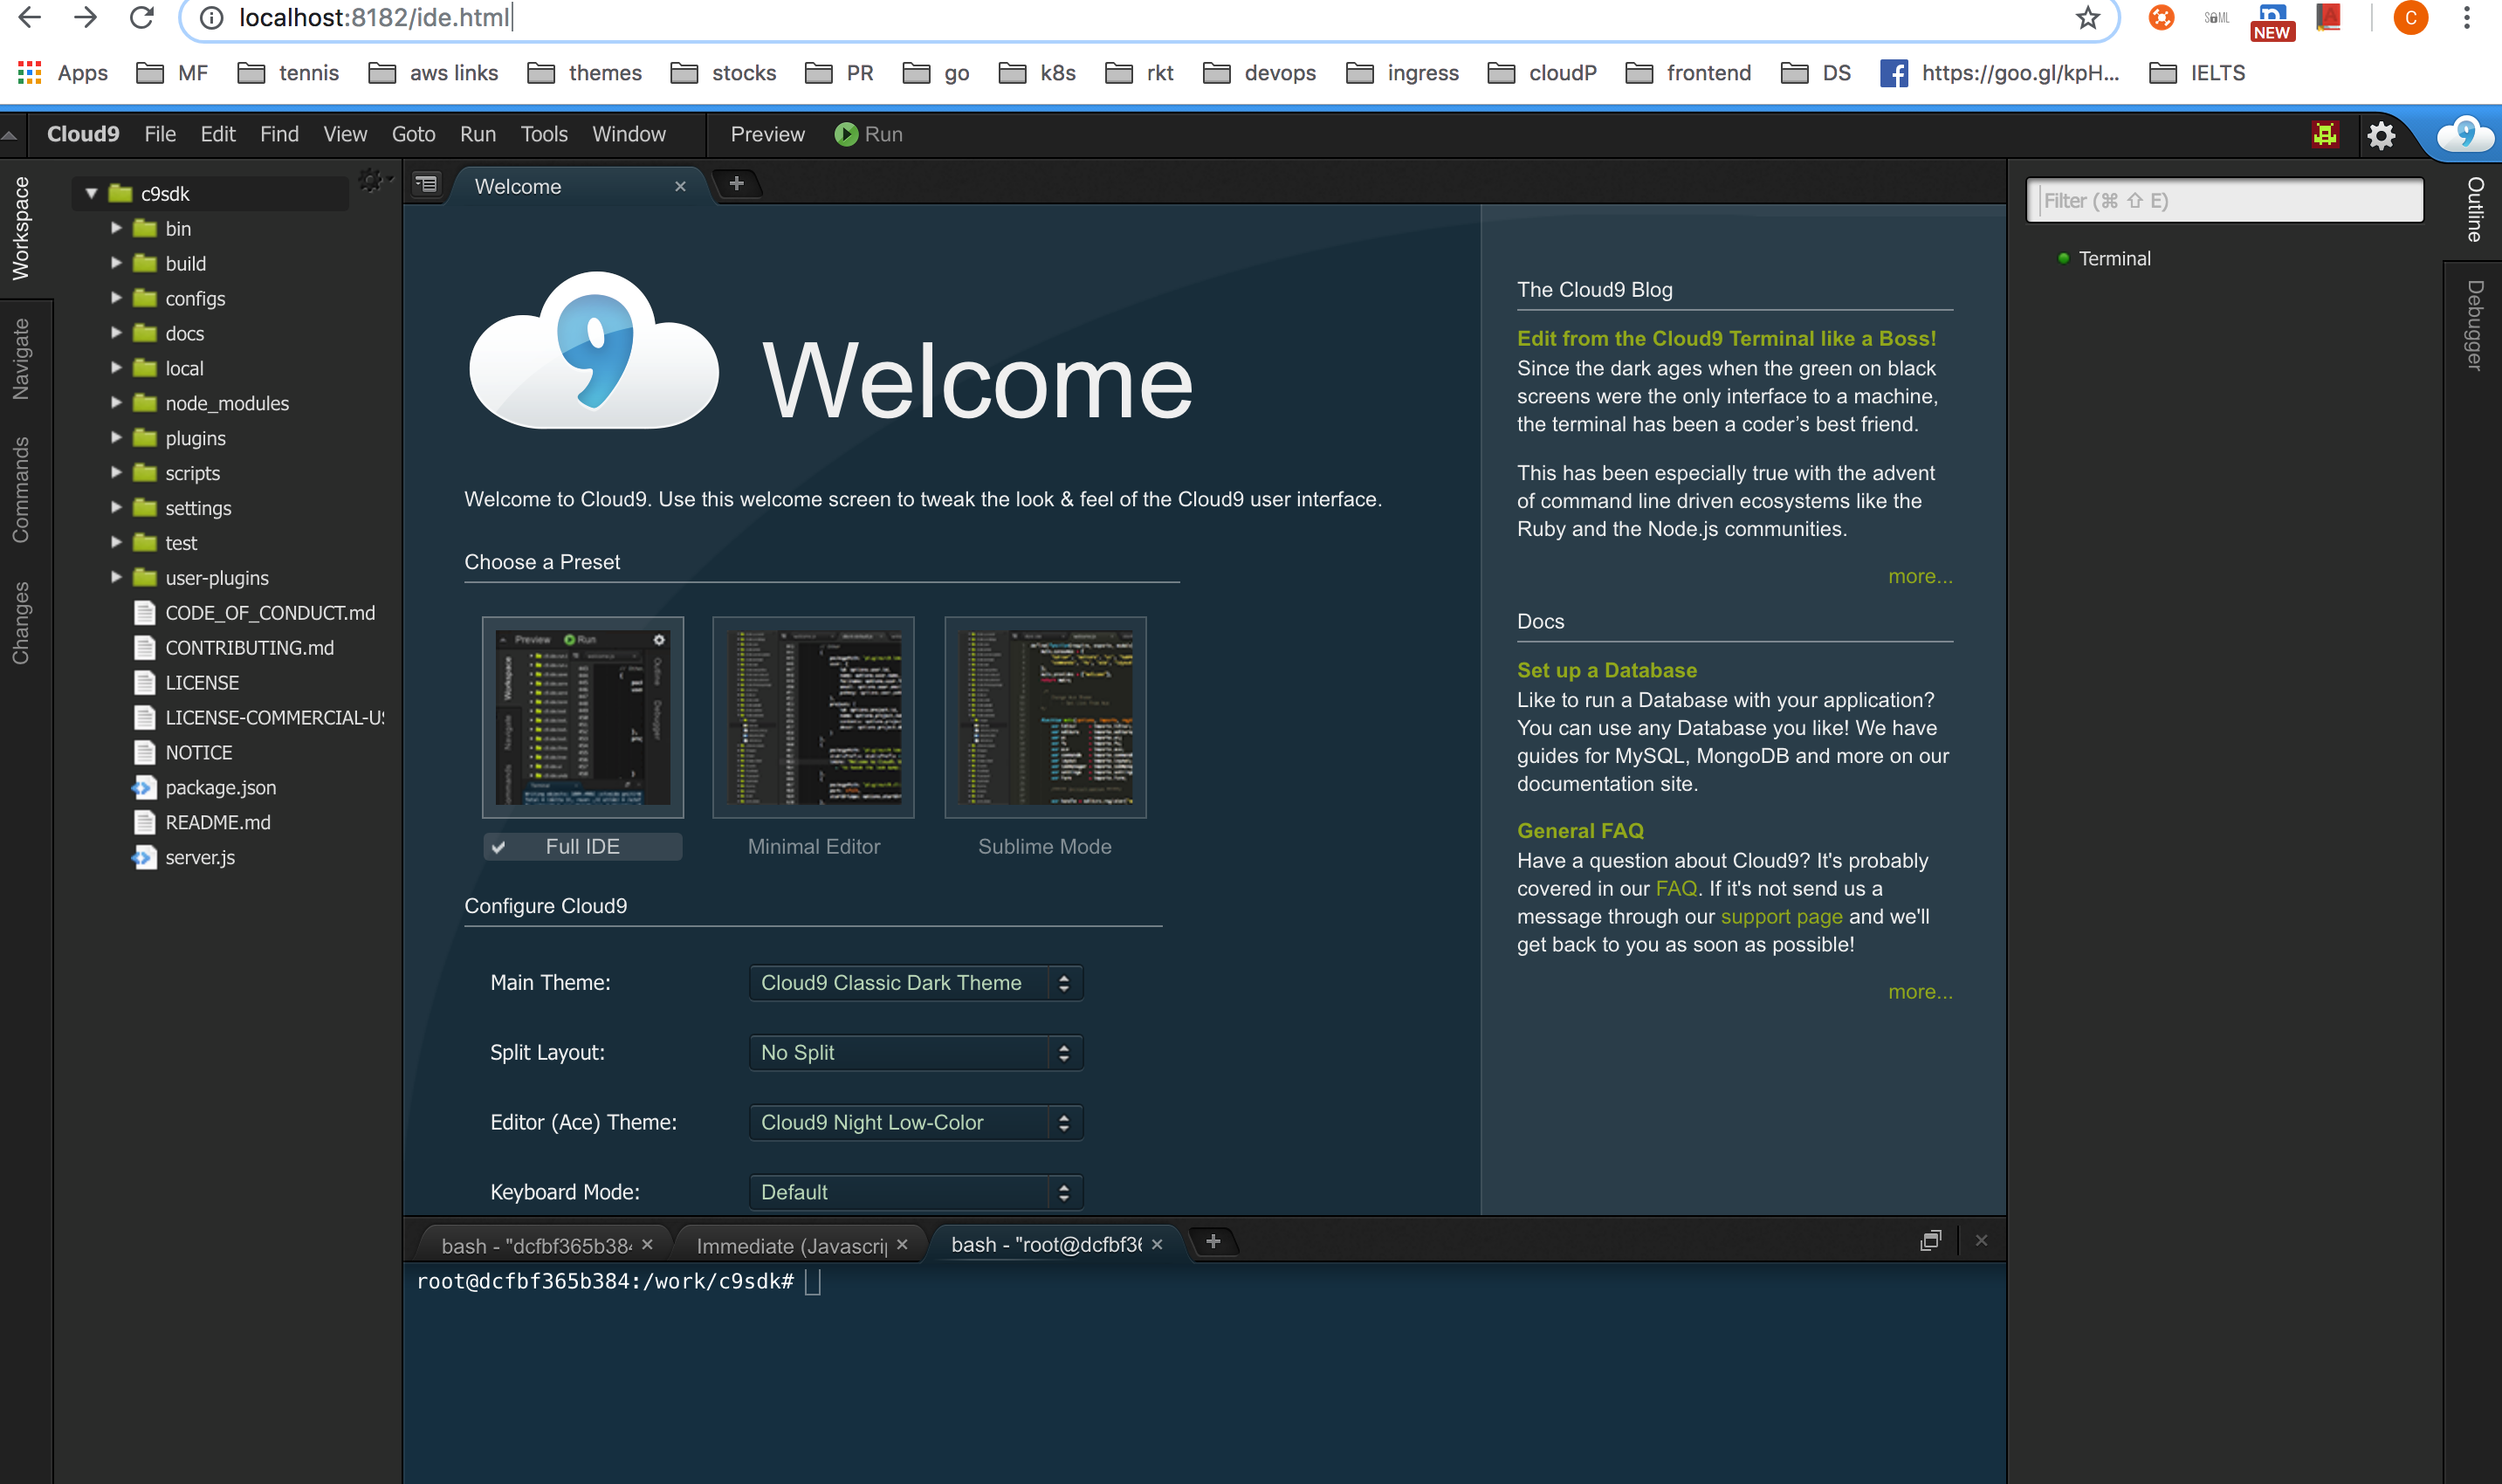 localhost:8182/ide.html
NEW
C
Apps MF tennis aws links themes stocks PR go k8s rkt devops ingress cloudP frontend DS https://goo.gl/kpH... IELTS
Cloud9 File Edit Find View Goto Run Tools Window Preview Run
Workspace
Navigate
Commands
Changes
c9sdk
bin
build
configs
docs
local
node_modules
plugins
scripts
settings
test
user-plugins
CODE_OF_CONDUCT.md
CONTRIBUTING.md
LICENSE
LICENSE-COMMERCIAL-US
NOTICE
package.json
README.md
server.js
Welcome
9 Welcome
Welcome to Cloud9. Use this welcome screen to tweak the look & feel of the Cloud9 user interface.
Choose a Preset
Full IDE Minimal Editor Sublime Mode
Configure Cloud9
Main Theme: Cloud9 Classic Dark Theme
Split Layout: No Split
Editor (Ace) Theme: Cloud9 Night Low-Color
Keyboard Mode: Default
The Cloud9 Blog
Edit from the Cloud9 Terminal like a Boss!
Since the dark ages when the green on black
screens were the only interface to a machine,
the terminal has been a coder’s best friend.
This has been especially true with the advent
of command line driven ecosystems like the
Ruby and the Node.js communities.
more...
Docs
Set up a Database
Like to run a Database with your application?
You can use any Database you like! We have
guides for MySQL, MongoDB and more on our
documentation site.
General FAQ
Have a question about Cloud9? It's probably
covered in our FAQ. If it's not send us a
message through our support page and we'll
get back to you as soon as possible!
more...
Filter (⌘ ⇧ E)
Terminal
Outline
Debugger
bash - "dcfbf365b384 Immediate (Javascrip bash - "root@dcfbf36
root@dcfbf365b384:/work/c9sdk#